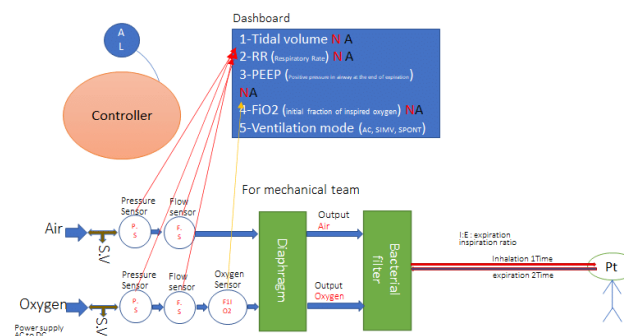 Dashboard
A
L
1-Tidal volume N A
2-RR (Respiratory Rate) N A
3-PEEP (Positive pressure in airway at the end of expiration)
NA
4-FiO2 (initial fraction of inspired oxygen) NA
5-Ventilation mode (AC, SIMV, SPONT)
Controller
For mechanical team
Pressure
Sensor
Flow
sensor
P.
S
F.
S
Air
S.V
Output
Air
I:E : expiration
inspiration ratio
Diaphragm
Bacterial
filter
Inhalation 1Time
expiration 2Time
Pt
Pressure
Sensor
Flow
sensor
Oxygen
Sensor
P.
S
F.
S
O2
Output
Oxygen
Oxygen
S.V
Power supply
AC to DC